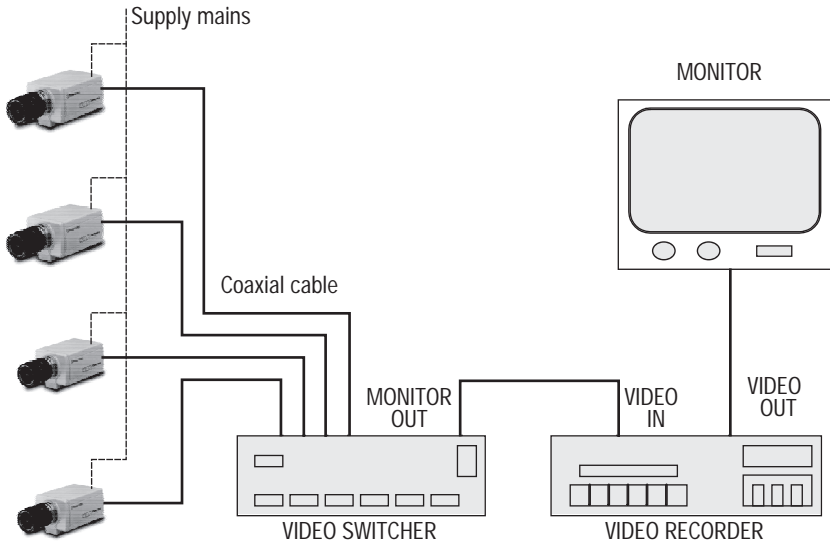 Supply mains
MONITOR
Coaxial cable
MONITOR
OUT
VIDEO
IN
VIDEO
OUT
VIDEO SWITCHER
VIDEO RECORDER